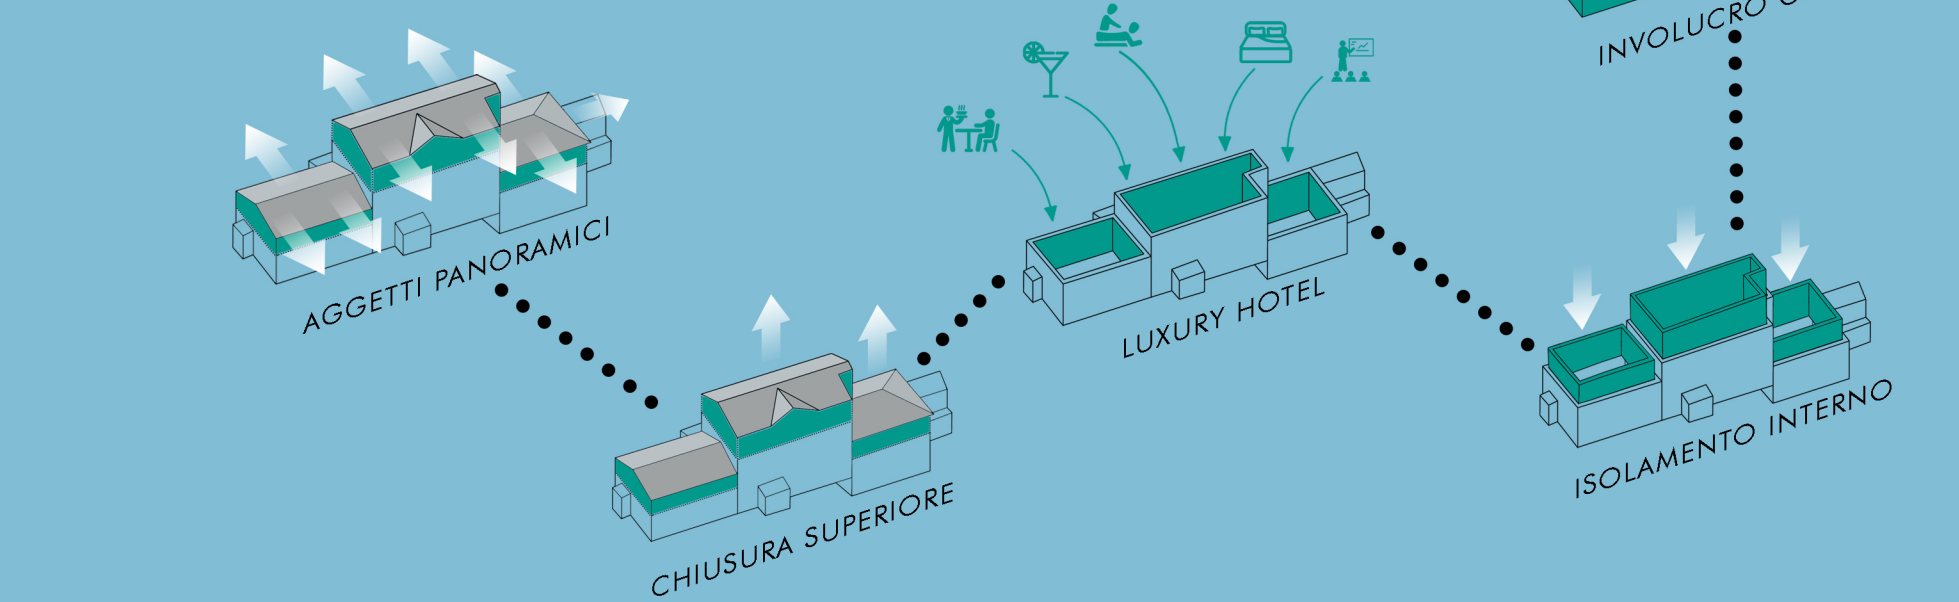 INVOLUCRO
AGGETTI PANORAMICI
LUXURY HOTEL
ISOLAMENTO INTERNO
CHIUSURA SUPERIORE